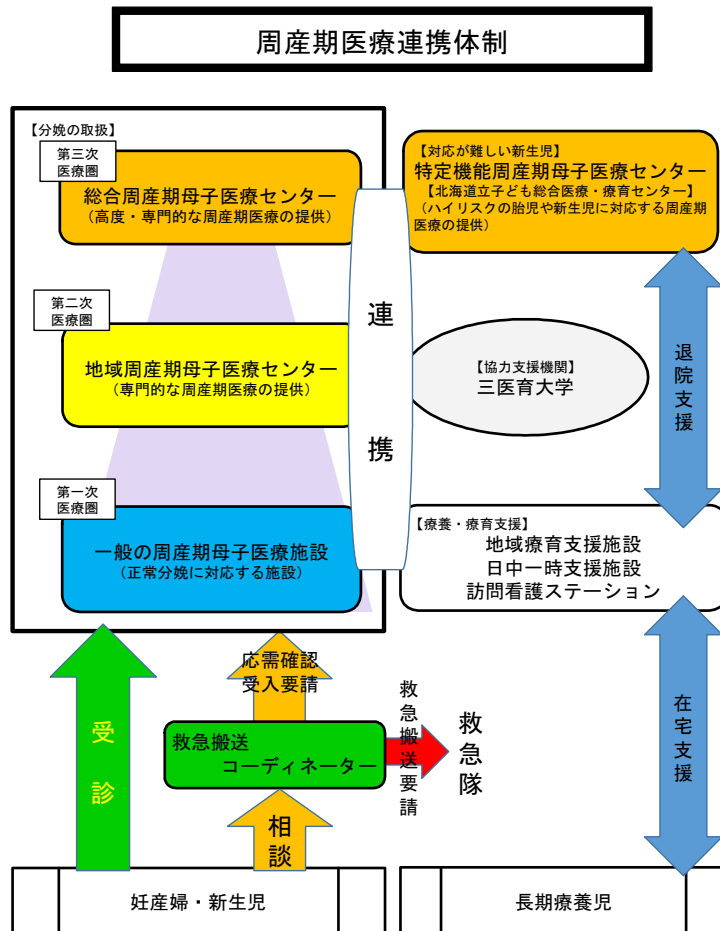 周産期医療連携体制
【分娩の取扱】
第三次
医療圏
総合周産期母子医療センター
（高度・専門的な周産期医療の提供）
第二次
医療圏
地域周産期母子医療センター
（専門的な周産期医療の提供）
第一次
医療圏
一般の周産期母子医療施設
（正常分娩に対応する施設）
連携
【対応が難しい新生児】
特定機能周産期母子医療センター
【北海道立子ども総合医療・療育センター】
（ハイリスクの胎児や新生児に対応する周産期
医療の提供）
【協力支援機関】
三医育大学
退院支援
【療養・療育支援】
地域療育支援施設
日中一時支援施設
訪問看護ステーション
受診
応需確認
受入要請
救急搬送
コーディネーター
救急搬送要請
救急隊
相談
在宅支援
妊産婦・新生児
長期療養児